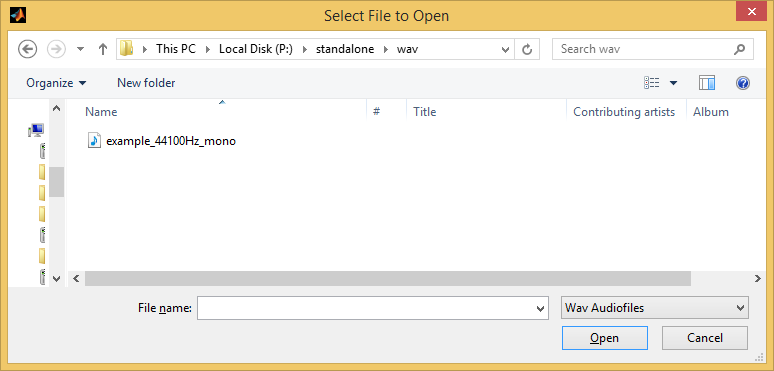 Select File to Open
This PC Local Disk (P:) standalone wav Search wav
Organize New folder
Name # Title Contributing artists Album
example_44100Hz_mono
File name: Wav Audiofiles
Open Cancel